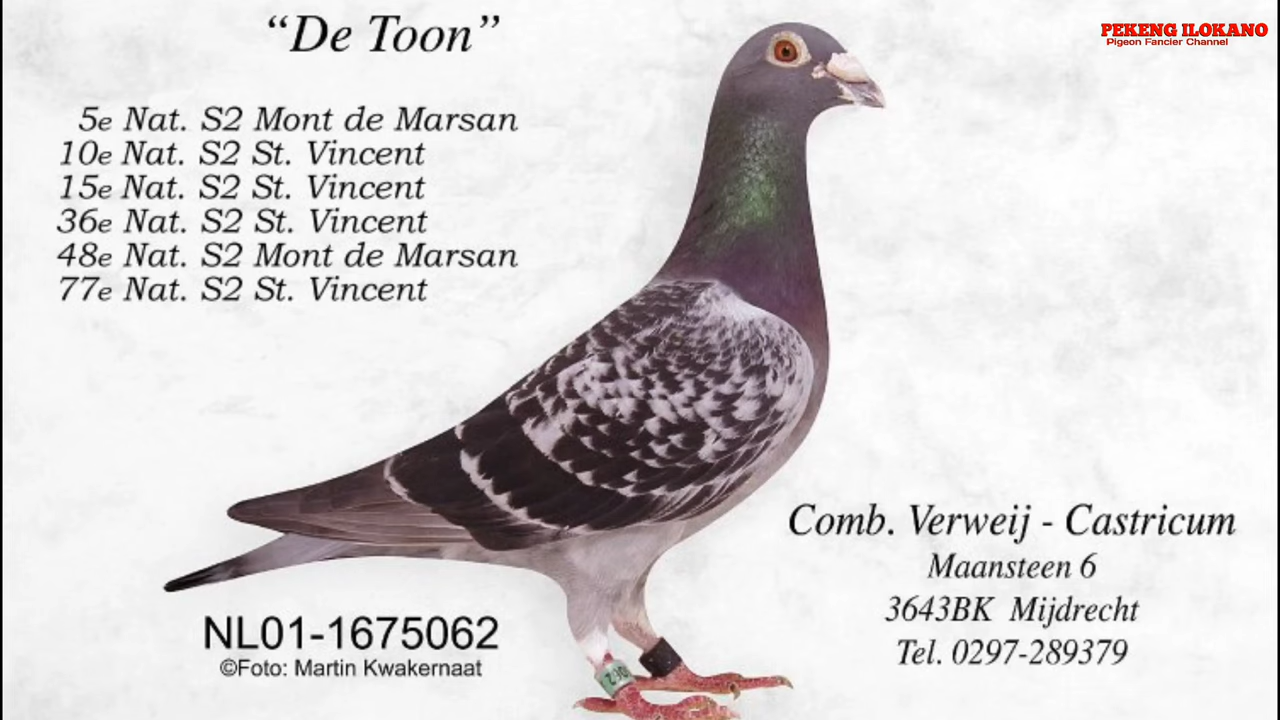 "De Toon"
PEKENG ILOKANO
Pigeon Fancier Channel
5e Nat. S2 Mont de Marsan
10e Nat. S2 St. Vincent
15e Nat. S2 St. Vincent
36e Nat. S2 St. Vincent
48e Nat. S2 Mont de Marsan
77e Nat. S2 St. Vincent
Comb. Verweij - Castricum
Maansteen 6
3643BK Mijdrecht
Tel. 0297-289379
NL01-1675062
©Foto: Martin Kwakernaat